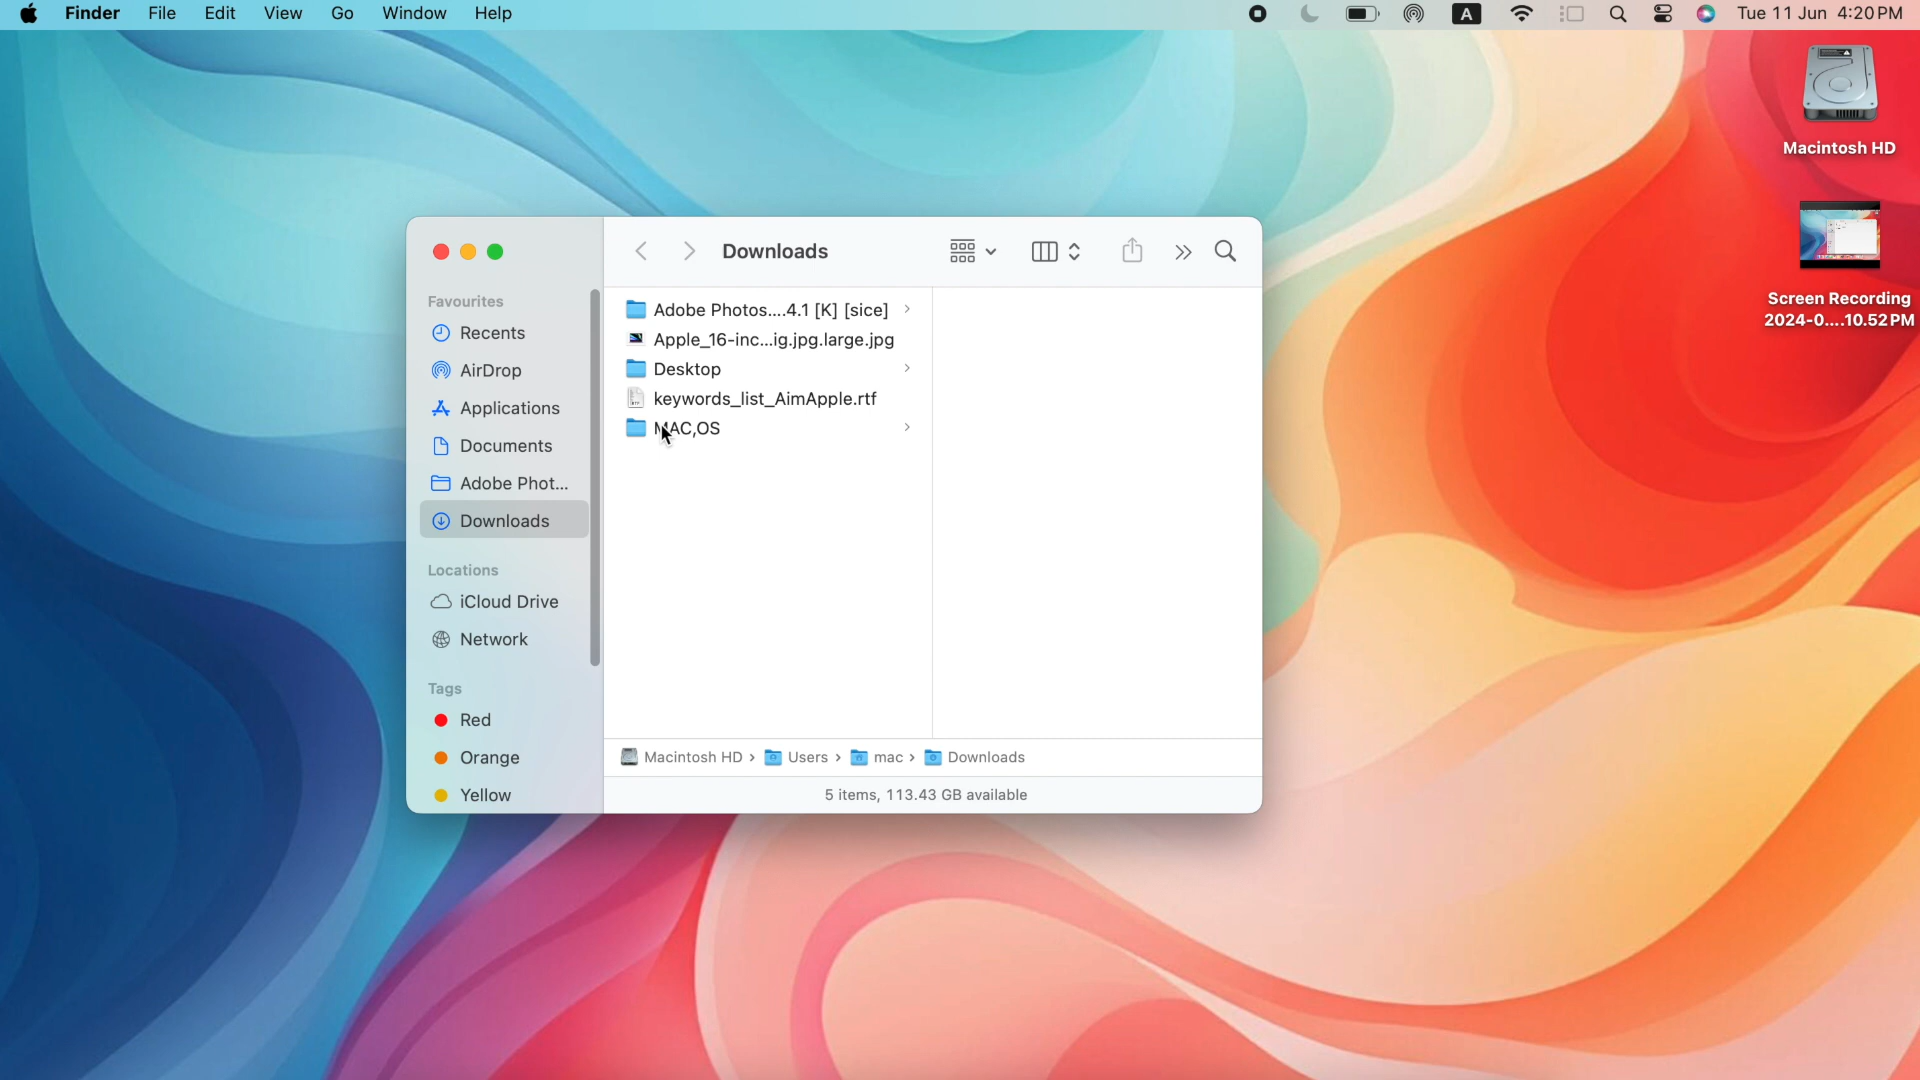 Finder File Edit View Go Window Help A Tue 11 Jun 4:20 PM
Macintosh HD
Screen Recording
2024-0....10.52 PM
Downloads
Favourites
Recents
AirDrop
Applications
Documents
Adobe Phot...
Downloads
Locations
iCloud Drive
Network
Tags
Red
Orange
Yellow
Adobe Photos....4.1 [K] [sice]
Apple_16-inc...ig.jpg.large.jpg
Desktop
keywords_list_AimApple.rtf
MAC,OS
Macintosh HD › Users › mac › Downloads
5 items, 113.43 GB available